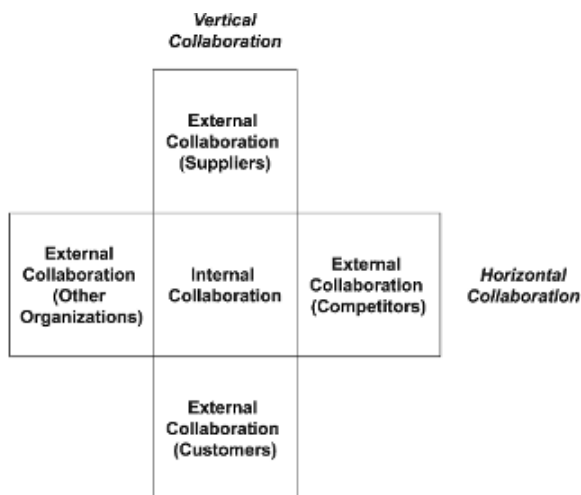 Vertical
Collaboration
External
Collaboration
(Suppliers)
External
Collaboration
(Other
Organizations)
Internal
Collaboration
External
Collaboration
(Competitors)
Horizontal
Collaboration
External
Collaboration
(Customers)